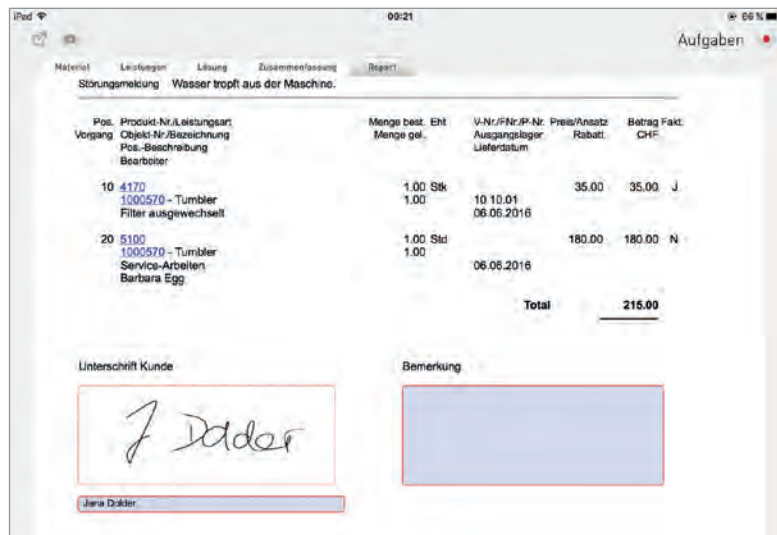 iPad 09:21 66 %
Aufgaben
Material Leistungen Lösung Zusammenfassung Report
Störungsmeldung Wasser tropft aus der Maschine.
Pos. Produkt-Nr./Leistungsart Menge best. Eht V-Nr./FNr./P-Nr. Preis/Ansatz Betrag Fakt.
Vorgang Objekt-Nr./Bezeichnung Menge gel. Ausgangslager Rabatt CHF
Pos.-Beschreibung Lieferdatum
Bearbeiter
10 4170 1.00 Stk 35.00 35.00 J
1000570 - Tumbler 1.00 10.10.01
Filter ausgewechselt 06.06.2016
20 5100 1.00 Std 180.00 180.00 N
1000570 - Tumbler 1.00
Service-Arbeiten 06.06.2016
Barbara Egg
Total 215.00
Unterschrift Kunde Bemerkung
J Dolder
Jana Dolder